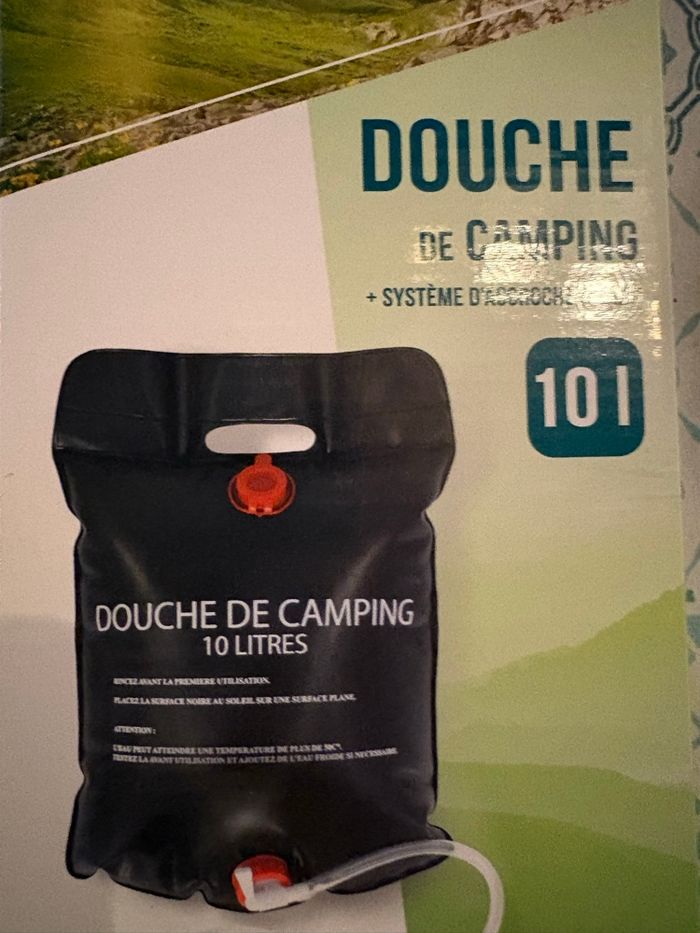 DOUCHE
DE CAMPING
+ SYSTÈME D'ACCROCHE
10 l
DOUCHE DE CAMPING
10 LITRES
RINCEZ AVANT LA PREMIERE UTILISATION.
PLACEZ LA SURFACE NOIRE AU SOLEIL SUR UNE SURFACE PLANE.
ATTENTION :
L'EAU PEUT ATTEINDRE UNE TEMPERATURE DE PLUS DE 50C°.
TESTEZ LA AVANT UTILISATION ET AJOUTEZ DE L'EAU FROIDE SI NECESSAIRE